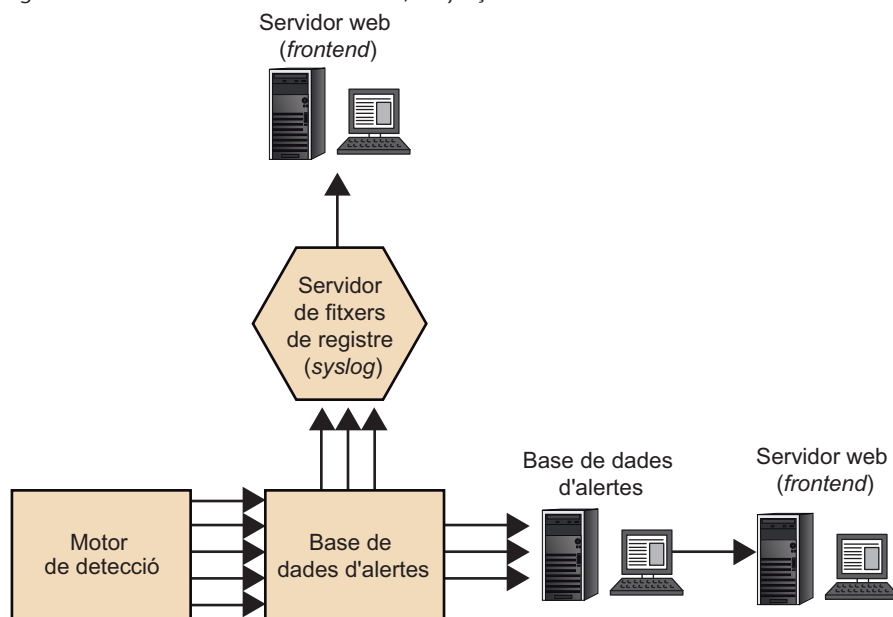 Servidor web
(frontend)
Servidor
de fitxers
de registre
(syslog)
Base de dades
d'alertes
Servidor web
(frontend)
Motor
de detecció
Base de
dades d'alertes